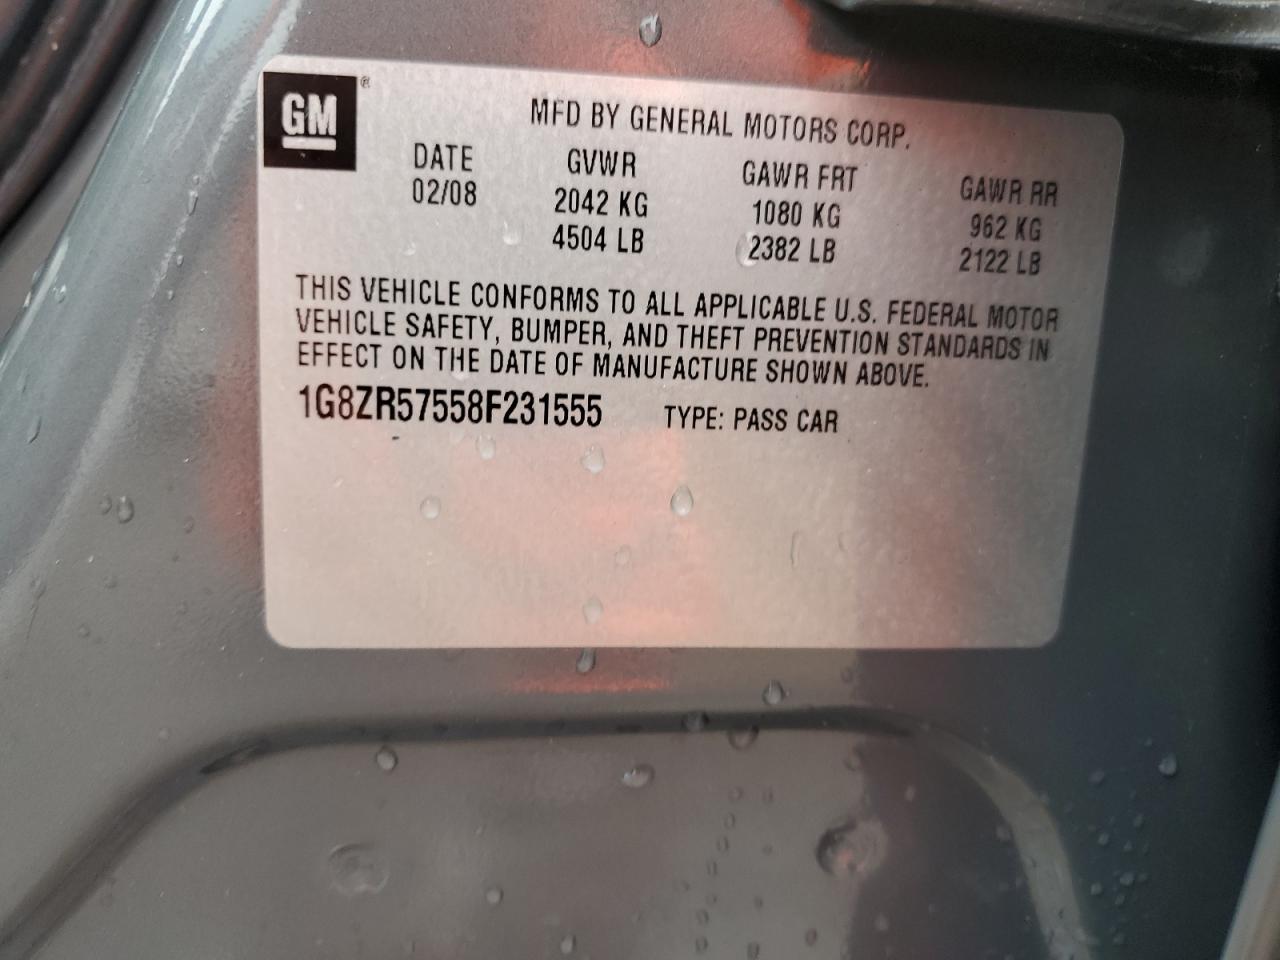 GM®
MFD BY GENERAL MOTORS CORP.
DATE GVWR GAWR FRT GAWR RR
02/08 2042 KG 1080 KG 962 KG
4504 LB 2382 LB 2122 LB
THIS VEHICLE CONFORMS TO ALL APPLICABLE U.S. FEDERAL MOTOR
VEHICLE SAFETY, BUMPER, AND THEFT PREVENTION STANDARDS IN
EFFECT ON THE DATE OF MANUFACTURE SHOWN ABOVE.
1G8ZR57558F231555 TYPE: PASS CAR